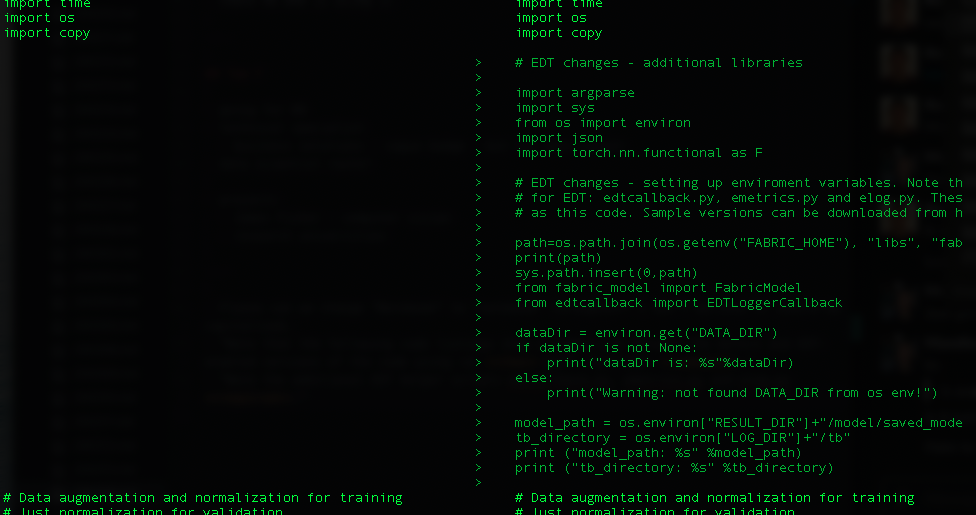 import time import time
import os import os
import copy import copy
> # EDT changes - additional libraries
>
> import argparse
> import sys
> from os import environ
> import json
> import torch.nn.functional as F
>
> # EDT changes - setting up enviroment variables. Note th
> # for EDT: edtcallback.py, emetrics.py and elog.py. Thes
> # as this code. Sample versions can be downloaded from h
>
> path=os.path.join(os.getenv("FABRIC_HOME"), "libs", "fab
> print(path)
> sys.path.insert(0,path)
> from fabric_model import FabricModel
> from edtcallback import EDTLoggerCallback
>
> dataDir = environ.get("DATA_DIR")
> if dataDir is not None:
>     print("dataDir is: %s"%dataDir)
> else:
>     print("Warning: not found DATA_DIR from os env!")
>
> model_path = os.environ["RESULT_DIR"]+"/model/saved_mode
> tb_directory = os.environ["LOG_DIR"]+"/tb"
> print ("model_path: %s" %model_path)
> print ("tb_directory: %s" %tb_directory)
>
# Data augmentation and normalization for training # Data augmentation and normalization for training
# Just normalization for validation # Just normalization for validation